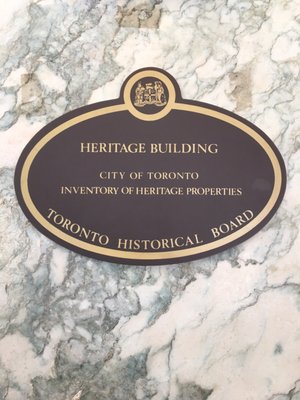 HERITAGE BUILDING
CITY OF TORONTO
INVENTORY OF HERITAGE PROPERTIES
TORONTO HISTORICAL BOARD